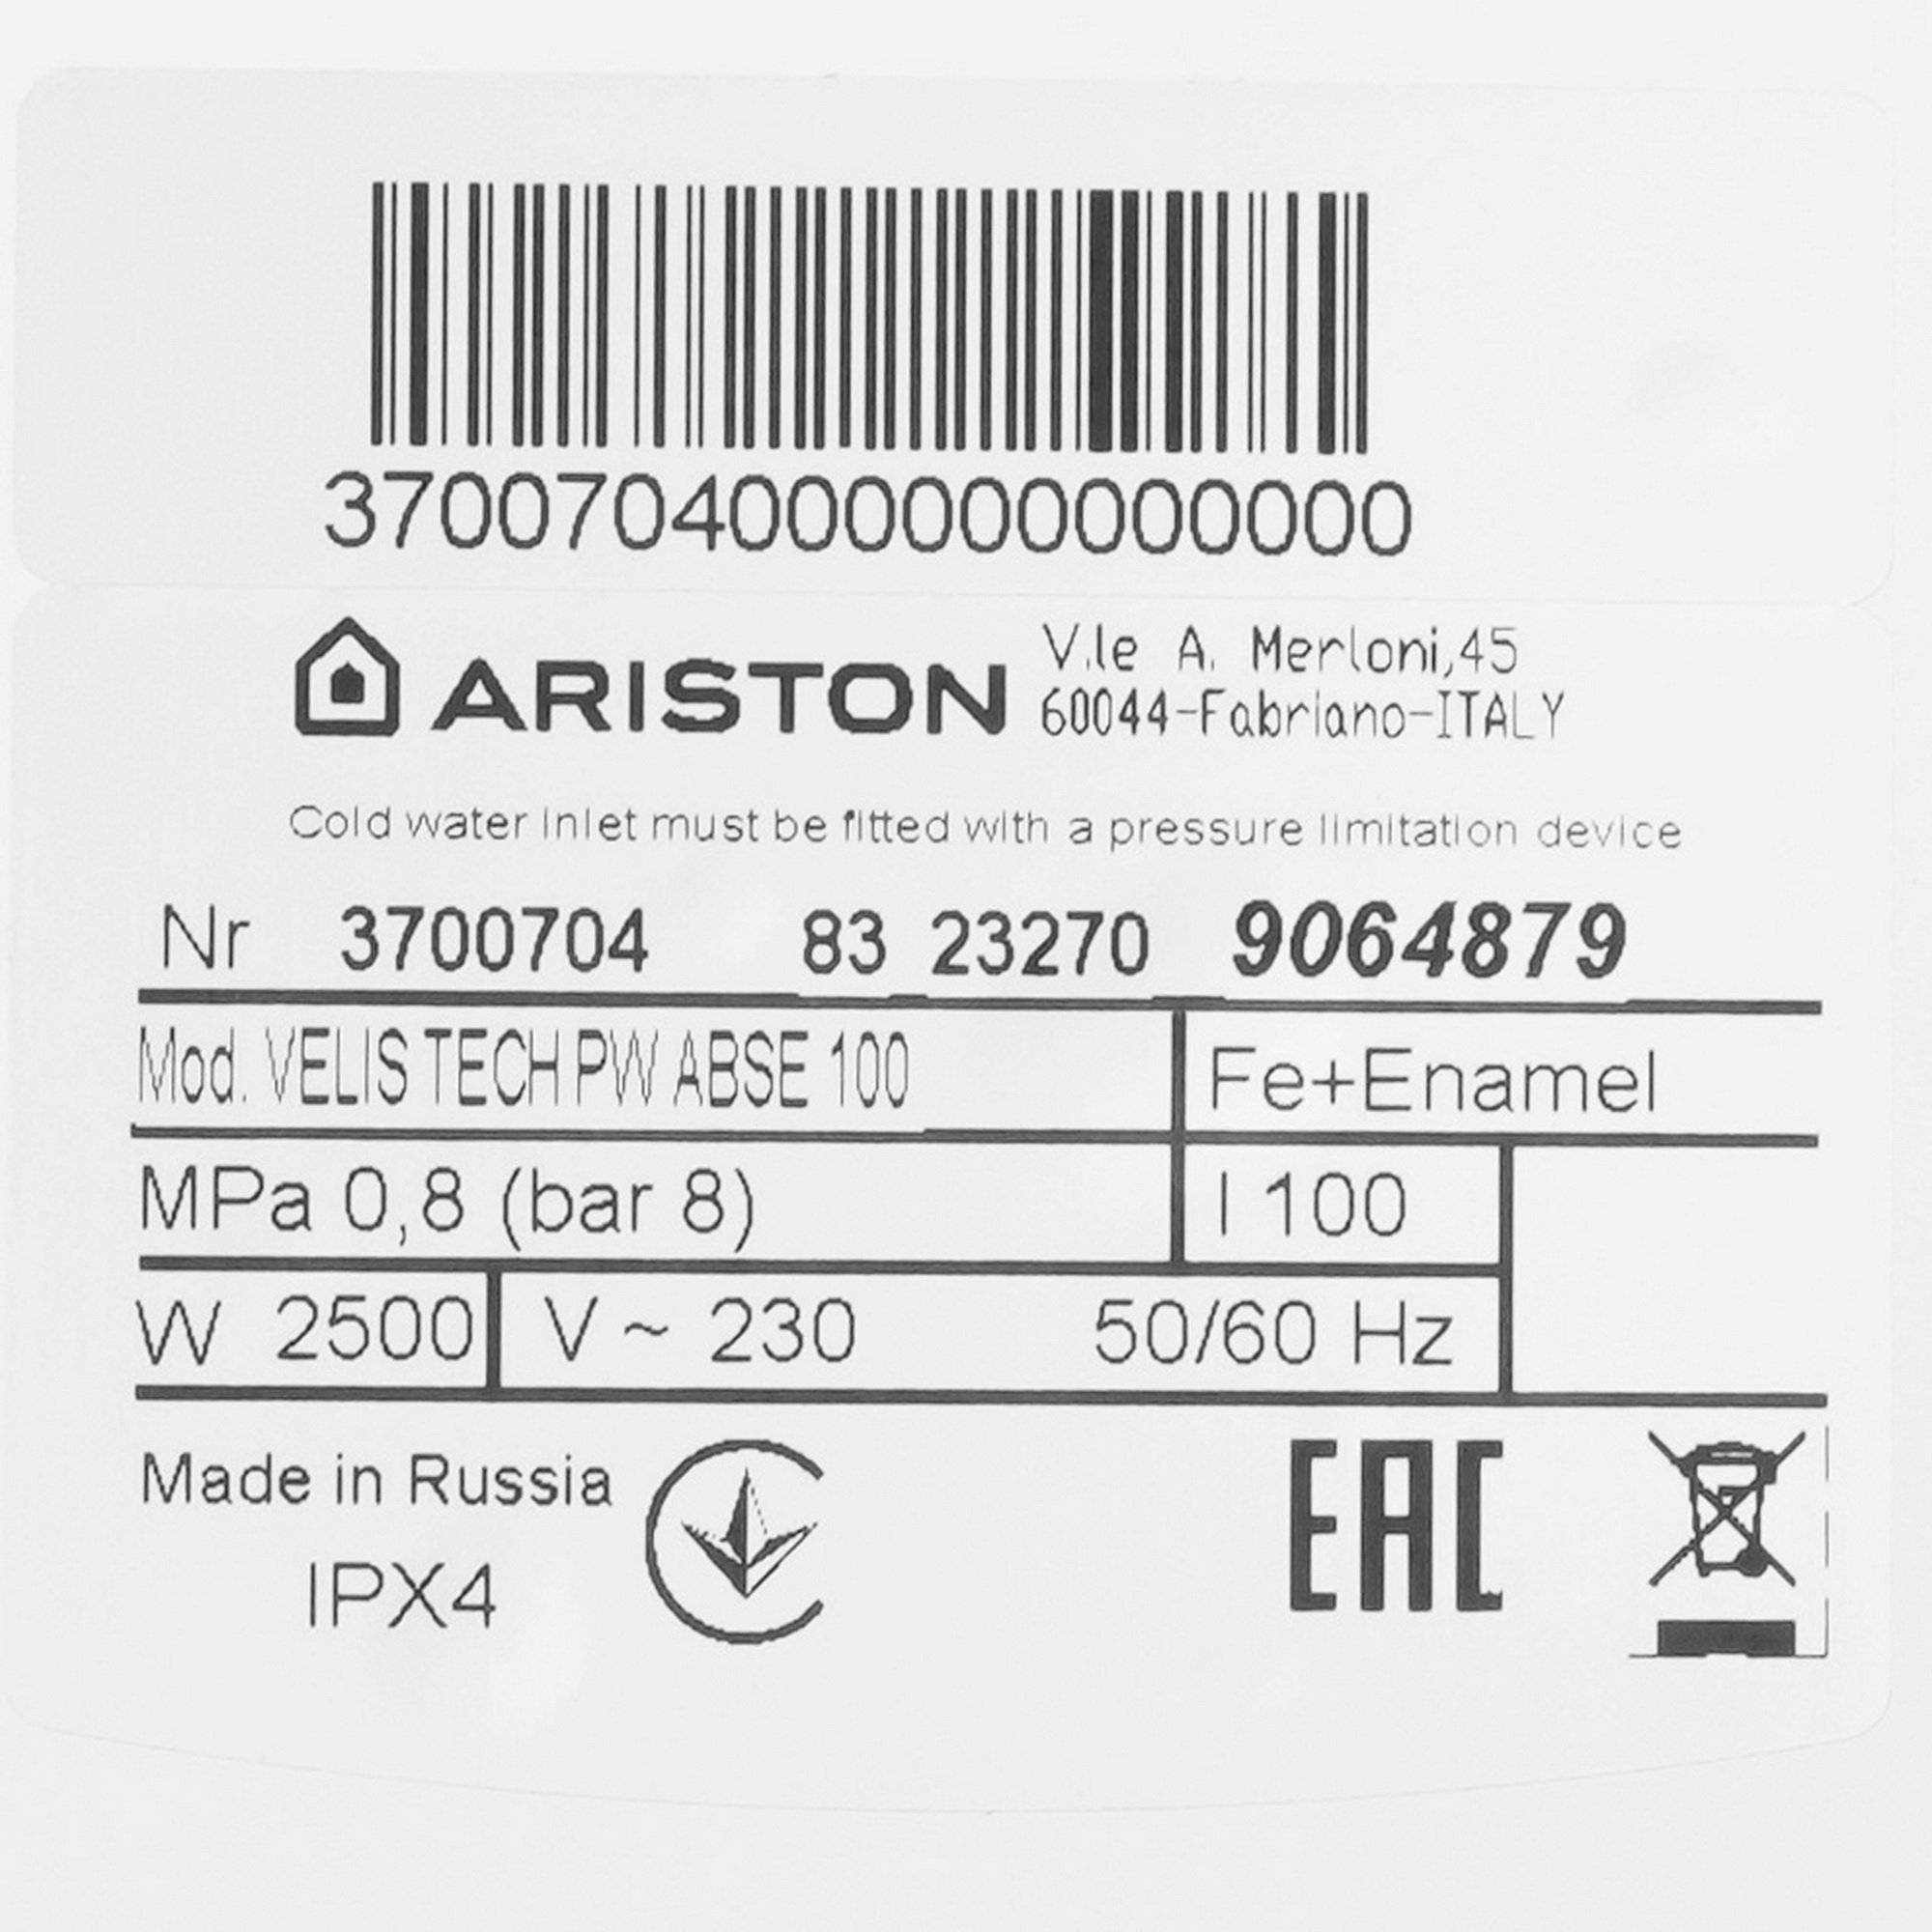 3700704000000000000
ARISTON
V.le A. Merloni,45
60044-Fabriano-ITALY
Cold water inlet must be fitted with a pressure limitation device
Nr 3700704 83 23270 9064879
Mod. VELIS TECH PW ABSE 100 Fe+Enamel
MPa 0,8 (bar 8) l 100
W 2500 V ~ 230 50/60 Hz
Made in Russia
IPX4
EAC